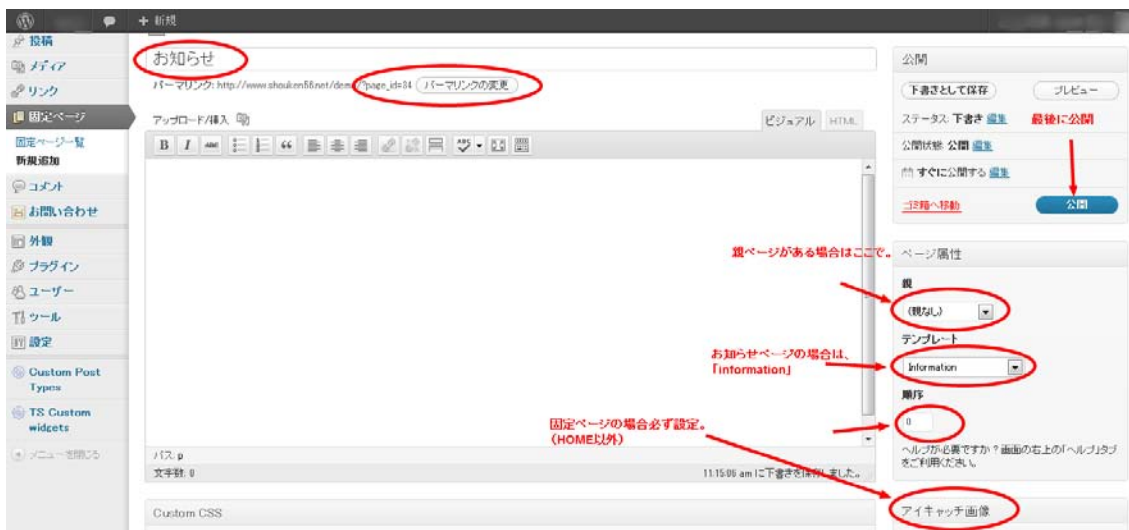 + 新規
投稿
メディア
リンク
固定ページ
固定ページ一覧
新規追加
コメント
お問い合わせ
外観
プラグイン
ユーザー
ツール
設定
Custom Post
Types
TS Custom
widgets
メニューを閉じる
お知らせ
パーマリンク: http://www.shouken58.net/demo/?page_id=84 パーマリンクの変更
アップロード/挿入
ビジュアル HTML
B I ABC “ ABC
パス: p
文字数: 0 11:15:06 am に下書きを保存しました。
Custom CSS
公開
下書きとして保存 プレビュー
ステータス: 下書き 編集 最後に公開
公開状態: 公開 編集
すぐに公開する 編集
ゴミ箱へ移動 公開
親ページがある場合はここで。
ページ属性
親
(親なし)
テンプレート
お知らせページの場合は、
「information」
Information
順序
0
固定ページの場合必ず設定。
（HOME以外）
ヘルプが必要ですか？画面の右上の「ヘルプ」タブ
をご利用ください。
アイキャッチ画像